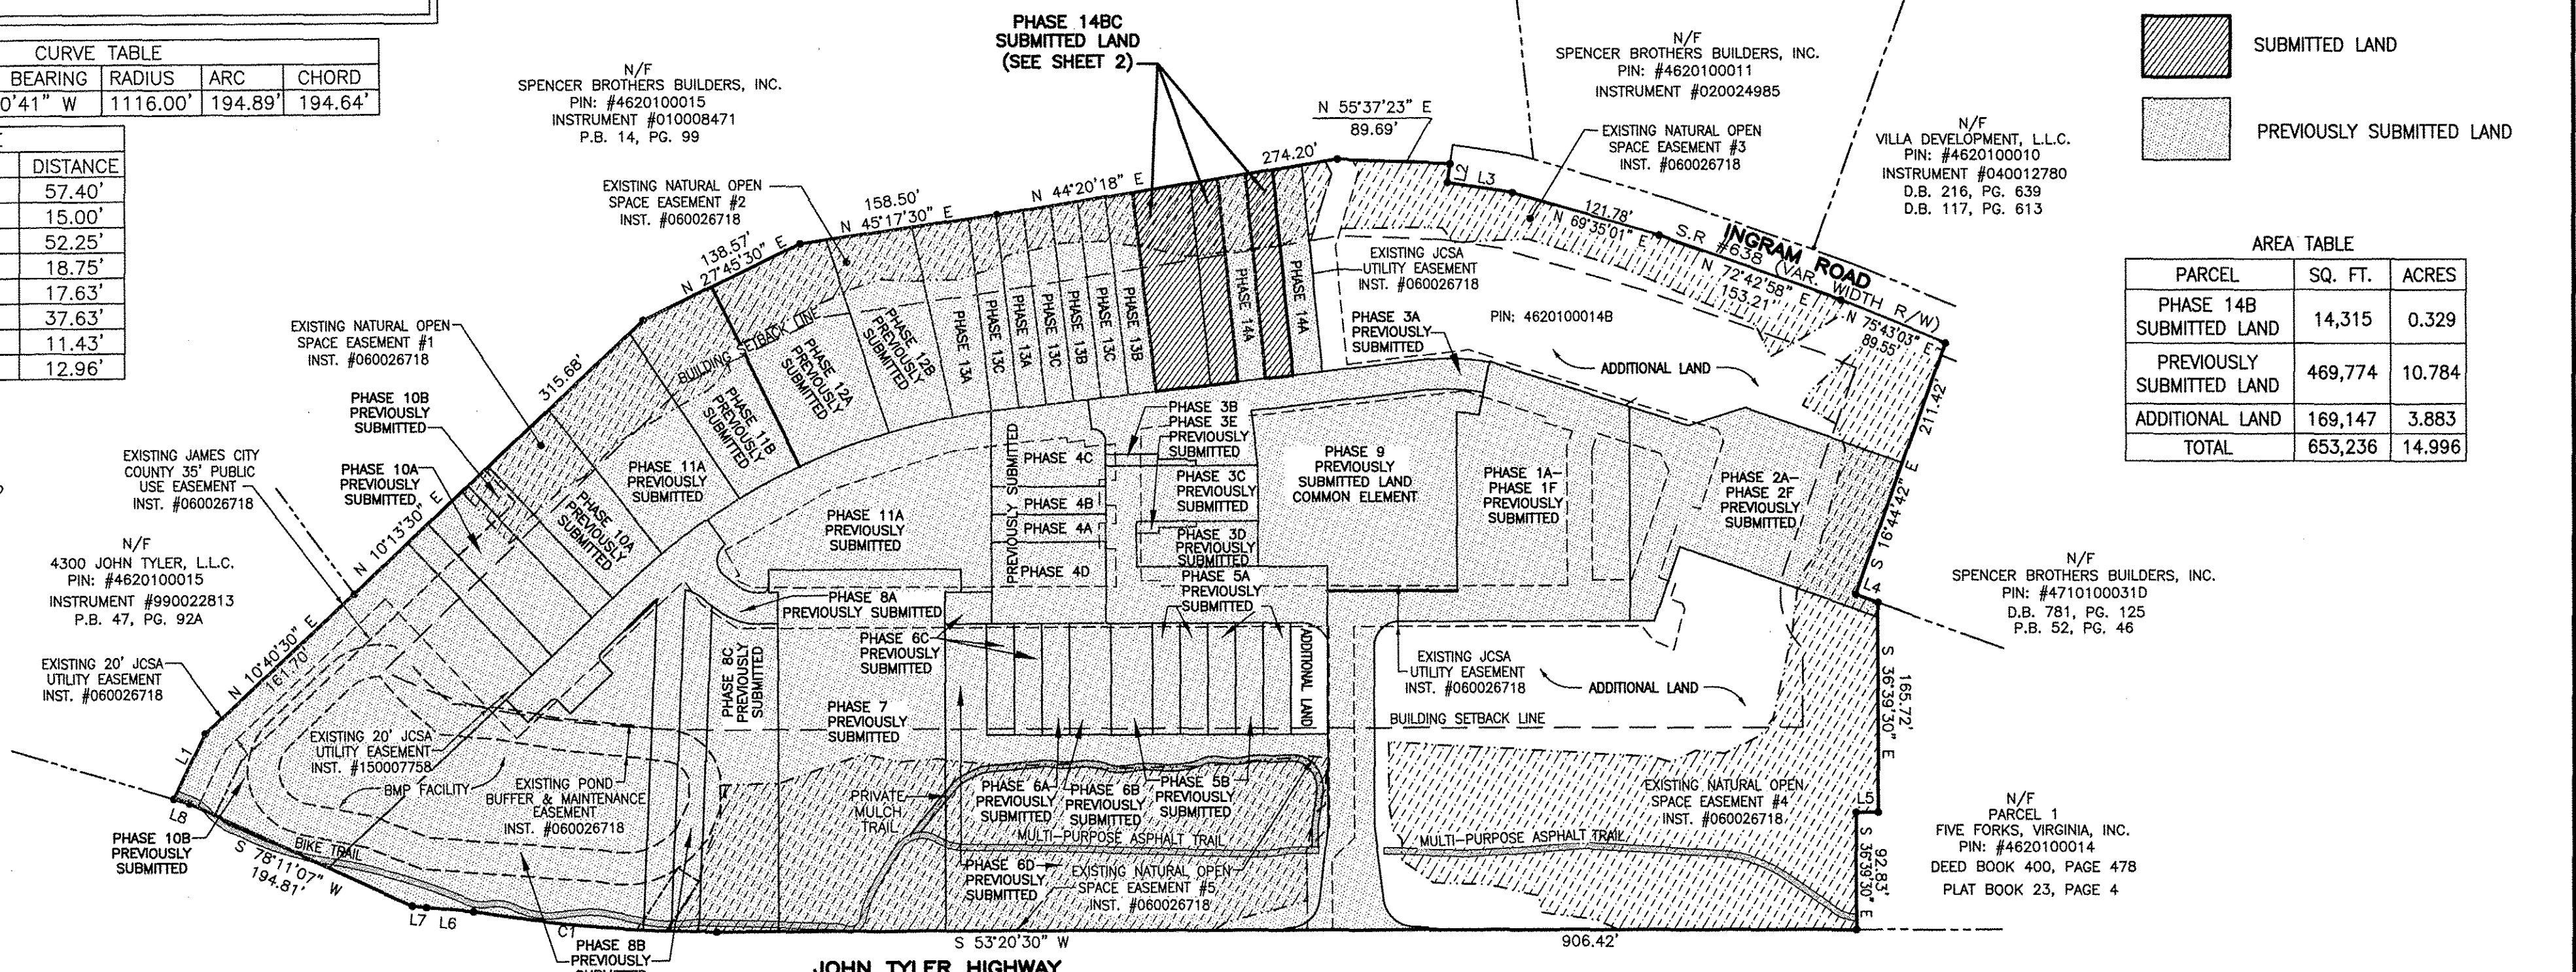 CURVE TABLE
BEARING RADIUS ARC CHORD
0'41" W 1116.00' 194.89' 194.64'
DISTANCE
57.40'
15.00'
52.25'
18.75'
17.63'
37.63'
11.43'
12.96'
N/F
SPENCER BROTHERS BUILDERS, INC.
PIN: #4620100015
INSTRUMENT #010008471
P.B. 14, PG. 99
PHASE 14BC
SUBMITTED LAND
(SEE SHEET 2)
N/F
SPENCER BROTHERS BUILDERS, INC.
PIN: #4620100011
INSTRUMENT #020024985
N/F
VILLA DEVELOPMENT, L.L.C.
PIN: #4620100010
INSTRUMENT #040012780
D.B. 216, PG. 639
D.B. 117, PG. 613
SUBMITTED LAND
PREVIOUSLY SUBMITTED LAND
AREA TABLE
PARCEL SQ. FT. ACRES
PHASE 14B
SUBMITTED LAND 14,315 0.329
PREVIOUSLY
SUBMITTED LAND 469,774 10.784
ADDITIONAL LAND 169,147 3.883
TOTAL 653,236 14.996
N 55°37'23" E
89.69'
EXISTING NATURAL OPEN
SPACE EASEMENT #3
INST. #060026718
EXISTING NATURAL OPEN
SPACE EASEMENT #2
INST. #060026718
274.20'
N 44°20'18" E
158.50'
N 45°17'30" E
138.57'
N 27°45'30" E
L2
L3
121.78'
N 69°35'01" E
S.R #638 (VAR. WIDTH R/W)
INGRAM ROAD
N 72°42'58" E
153.21'
N 75°43'03" E
89.55'
211.42'
S 16°44'42" E
L4
EXISTING JCSA
UTILITY EASEMENT
INST. #060026718
PIN: 4620100014B
PHASE 3A
PREVIOUSLY
SUBMITTED
ADDITIONAL LAND
PHASE 14A
PHASE 14A
PHASE 13B
PHASE 13C
PHASE 13B
PHASE 13C
PHASE 13A
PHASE 13C
PHASE 13A
PHASE 12B
PREVIOUSLY
SUBMITTED
PHASE 12A
PREVIOUSLY
SUBMITTED
BUILDING SETBACK LINE
PHASE 11B
PREVIOUSLY
SUBMITTED
EXISTING NATURAL OPEN
SPACE EASEMENT #1
INST. #060026718
315.68'
N 10°13'30" E
PHASE 10B
PREVIOUSLY
SUBMITTED
PHASE 10A
PREVIOUSLY
SUBMITTED
PHASE 10A
PREVIOUSLY
SUBMITTED
PHASE 11A
PREVIOUSLY
SUBMITTED
EXISTING JAMES CITY
COUNTY 35' PUBLIC
USE EASEMENT
INST. #060026718
N/F
4300 JOHN TYLER, L.L.C.
PIN: #4620100015
INSTRUMENT #990022813
P.B. 47, PG. 92A
PHASE 11A
PREVIOUSLY
SUBMITTED
PREVIOUSLY SUBMITTED
PHASE 4C
PHASE 4B
PHASE 4A
PHASE 4D
PHASE 3B
PHASE 3E
PREVIOUSLY
SUBMITTED
PHASE 3C
PREVIOUSLY
SUBMITTED
PHASE 3D
PREVIOUSLY
SUBMITTED
PHASE 5A
PREVIOUSLY
SUBMITTED
PHASE 9
PREVIOUSLY
SUBMITTED LAND
COMMON ELEMENT
PHASE 1A-
PHASE 1F
PREVIOUSLY
SUBMITTED
PHASE 2A-
PHASE 2F
PREVIOUSLY
SUBMITTED
N/F
SPENCER BROTHERS BUILDERS, INC.
PIN: #4710100031D
D.B. 781, PG. 125
P.B. 52, PG. 46
PHASE 8A
PREVIOUSLY SUBMITTED
PHASE 6C
PREVIOUSLY
SUBMITTED
EXISTING 20' JCSA
UTILITY EASEMENT
INST. #060026718
N 10°40'30" E
161.70'
L1
PHASE 8C
PREVIOUSLY
SUBMITTED
PHASE 7
PREVIOUSLY
SUBMITTED
ADDITIONAL LAND
EXISTING JCSA
UTILITY EASEMENT
INST. #060026718
ADDITIONAL LAND
BUILDING SETBACK LINE
S 36°39'30" E
165.72'
EXISTING 20' JCSA
UTILITY EASEMENT
INST. #150007758
BMP FACILITY
EXISTING POND
BUFFER & MAINTENANCE
EASEMENT
INST. #060026718
PRIVATE
MULCH
TRAIL
PHASE 6A
PREVIOUSLY
SUBMITTED
PHASE 6B
PREVIOUSLY
SUBMITTED
PHASE 5B
PREVIOUSLY
SUBMITTED
MULTI-PURPOSE ASPHALT TRAIL
EXISTING NATURAL OPEN
SPACE EASEMENT #4
INST. #060026718
MULTI-PURPOSE ASPHALT TRAIL
L5
S 36°39'30" E
92.83'
N/F
PARCEL 1
FIVE FORKS, VIRGINIA, INC.
PIN: #4620100014
DEED BOOK 400, PAGE 478
PLAT BOOK 23, PAGE 4
L8
PHASE 10B
PREVIOUSLY
SUBMITTED
BIKE TRAIL
S 78°11'07" W
194.81'
PHASE 6D
PREVIOUSLY
SUBMITTED
EXISTING NATURAL OPEN
SPACE EASEMENT #5
INST. #060026718
L7 L6
C1
PHASE 8B
PREVIOUSLY
S 53°20'30" W
906.42'
JOHN TYLER HIGHWAY